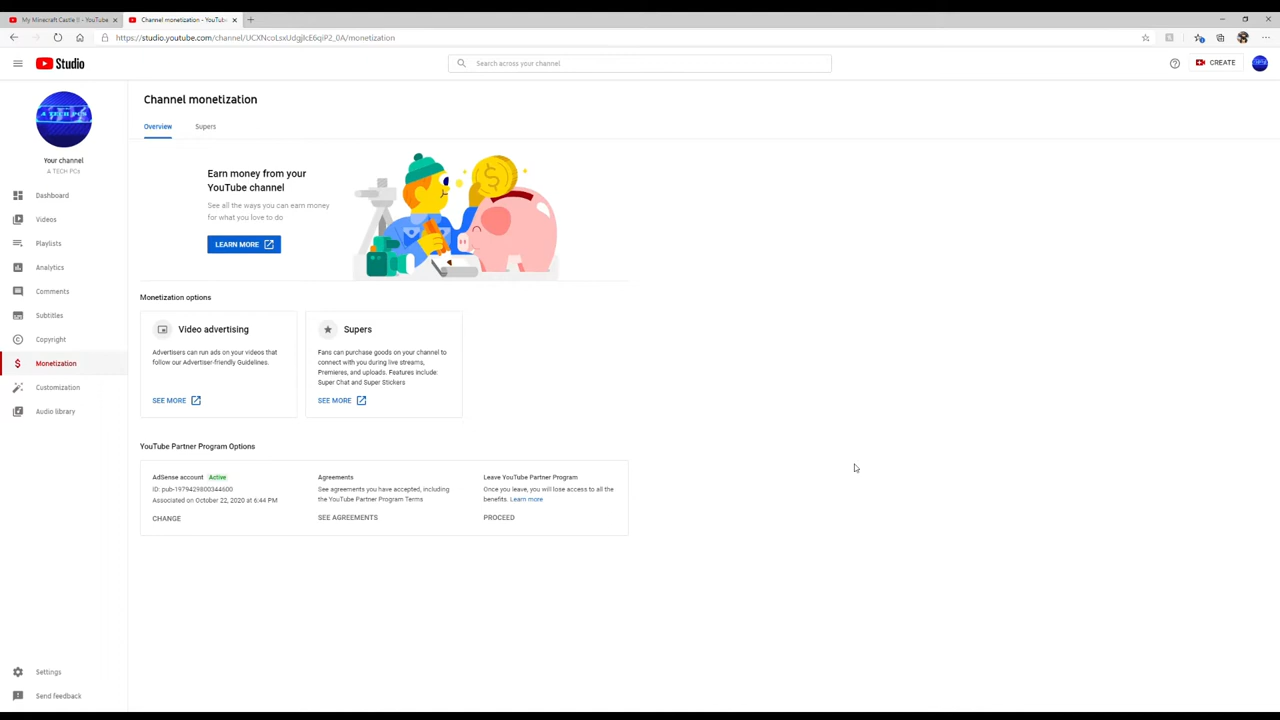 My Minecraft Castle !! - YouTube
Channel monetization - YouTube
https://studio.youtube.com/channel/UCXNcoLsxUdgjlcE6qiP2_0A/monetization
Studio
Search across your channel
CREATE
Channel monetization
Overview
Supers
A TECH PCs
Your channel
A TECH PCs
Dashboard
Videos
Playlists
Analytics
Comments
Subtitles
Copyright
Monetization
Customization
Audio library
Settings
Send feedback
Earn money from your
YouTube channel
See all the ways you can earn money
for what you love to do
LEARN MORE
Monetization options
Video advertising
Advertisers can run ads on your videos that
follow our Advertiser-friendly Guidelines.
SEE MORE
Supers
Fans can purchase goods on your channel to
connect with you during live streams,
Premieres, and uploads. Features include:
Super Chat and Super Stickers
SEE MORE
YouTube Partner Program Options
AdSense account Active
ID: pub-1979429800344600
Associated on October 22, 2020 at 6:44 PM
CHANGE
Agreements
See agreements you have accepted, including
the YouTube Partner Program Terms
SEE AGREEMENTS
Leave YouTube Partner Program
Once you leave, you will lose access to all the
benefits. Learn more
PROCEED